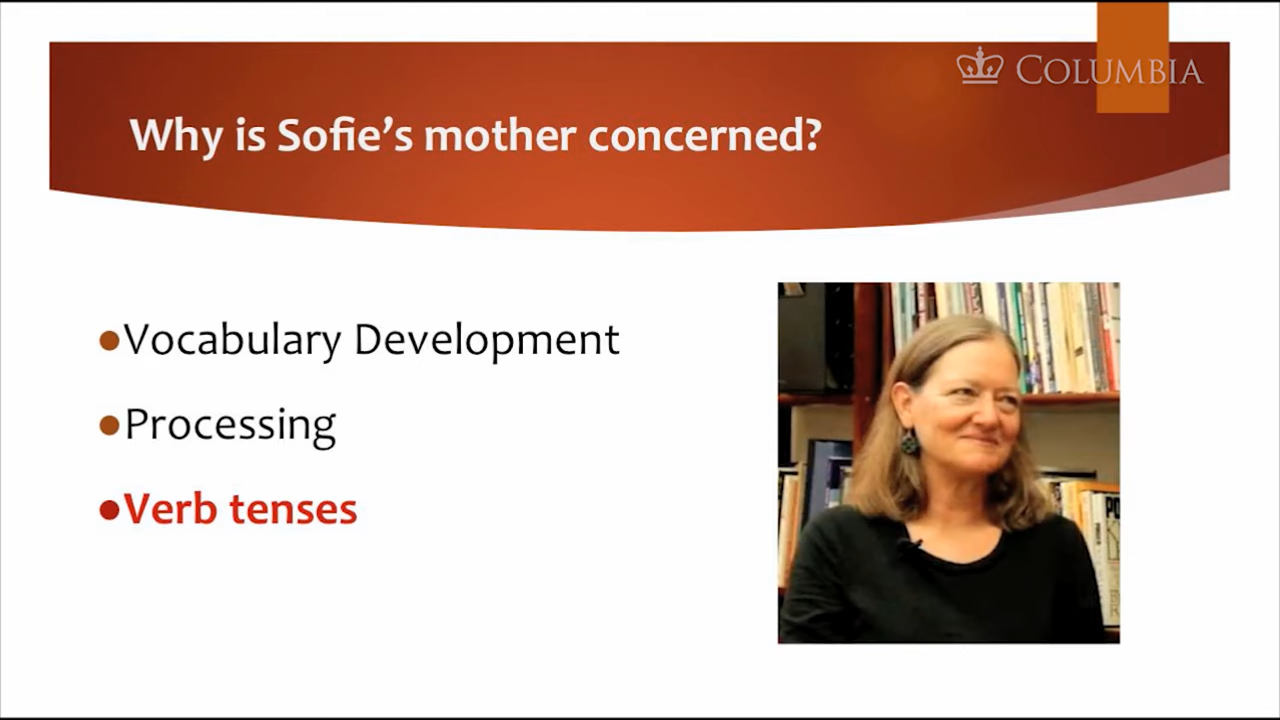 COLUMBIA
Why is Sofie's mother concerned?
●Vocabulary Development
●Processing
●Verb tenses